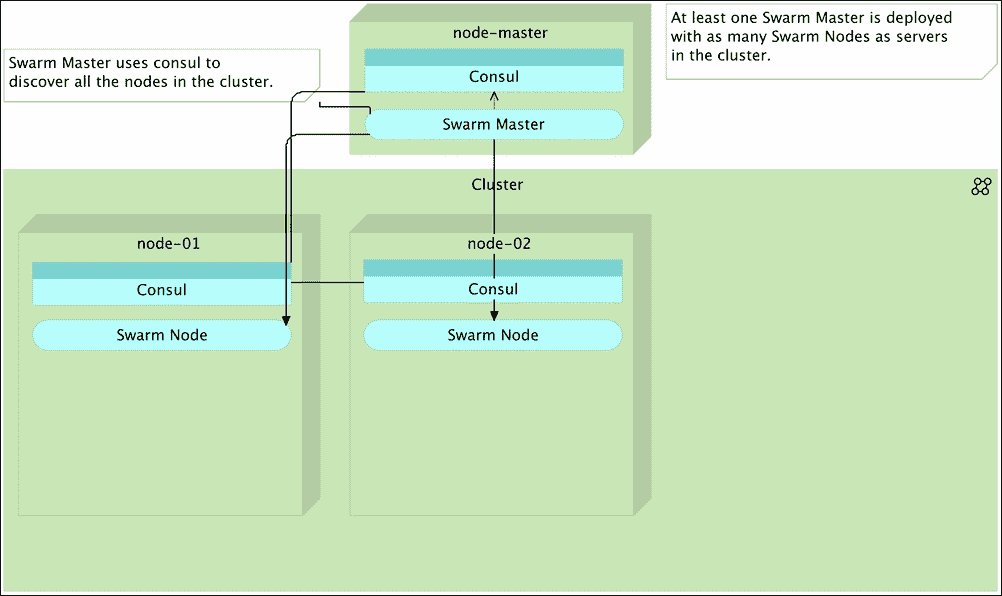 node-master
At least one Swarm Master is deployed
with as many Swarm Nodes as servers
in the cluster.
Swarm Master uses consul to
discover all the nodes in the cluster.
Consul
Swarm Master
Cluster
node-01
node-02
Consul
Consul
Swarm Node
Swarm Node